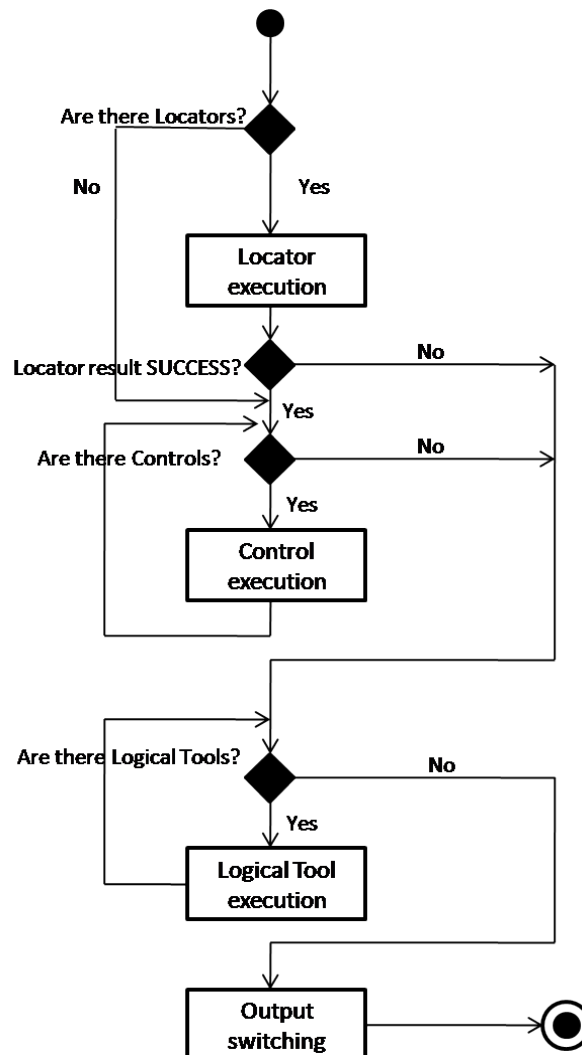 Are there Locators?
No
Yes
Locator
execution
No
Locator result SUCCESS?
Yes
No
Are there Controls?
Yes
Control
execution
Are there Logical Tools?
No
Yes
Logical Tool
execution
Output
switching